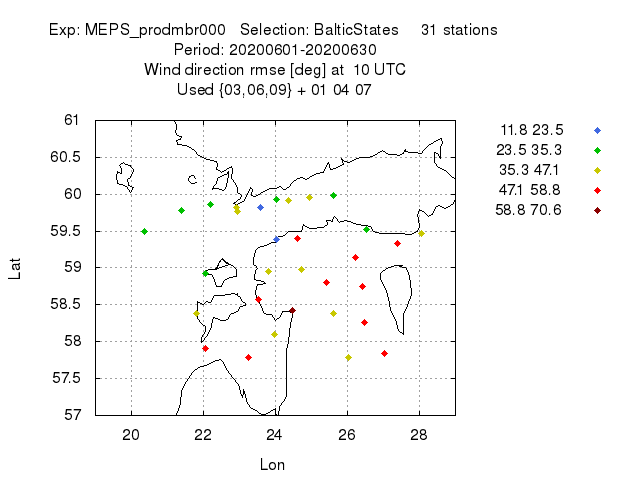 Exp: MEPS_prodmbr000 Selection: BalticStates 31 stations
Period: 20200601-20200630
Wind direction rmse [deg] at 10 UTC
Used {03,06,09} + 01 04 07
61
60.5
60
59.5
59
58.5
58
57.5
57
Lat
20 22 24 26 28
Lon
11.8 23.5
23.5 35.3
35.3 47.1
47.1 58.8
58.8 70.6